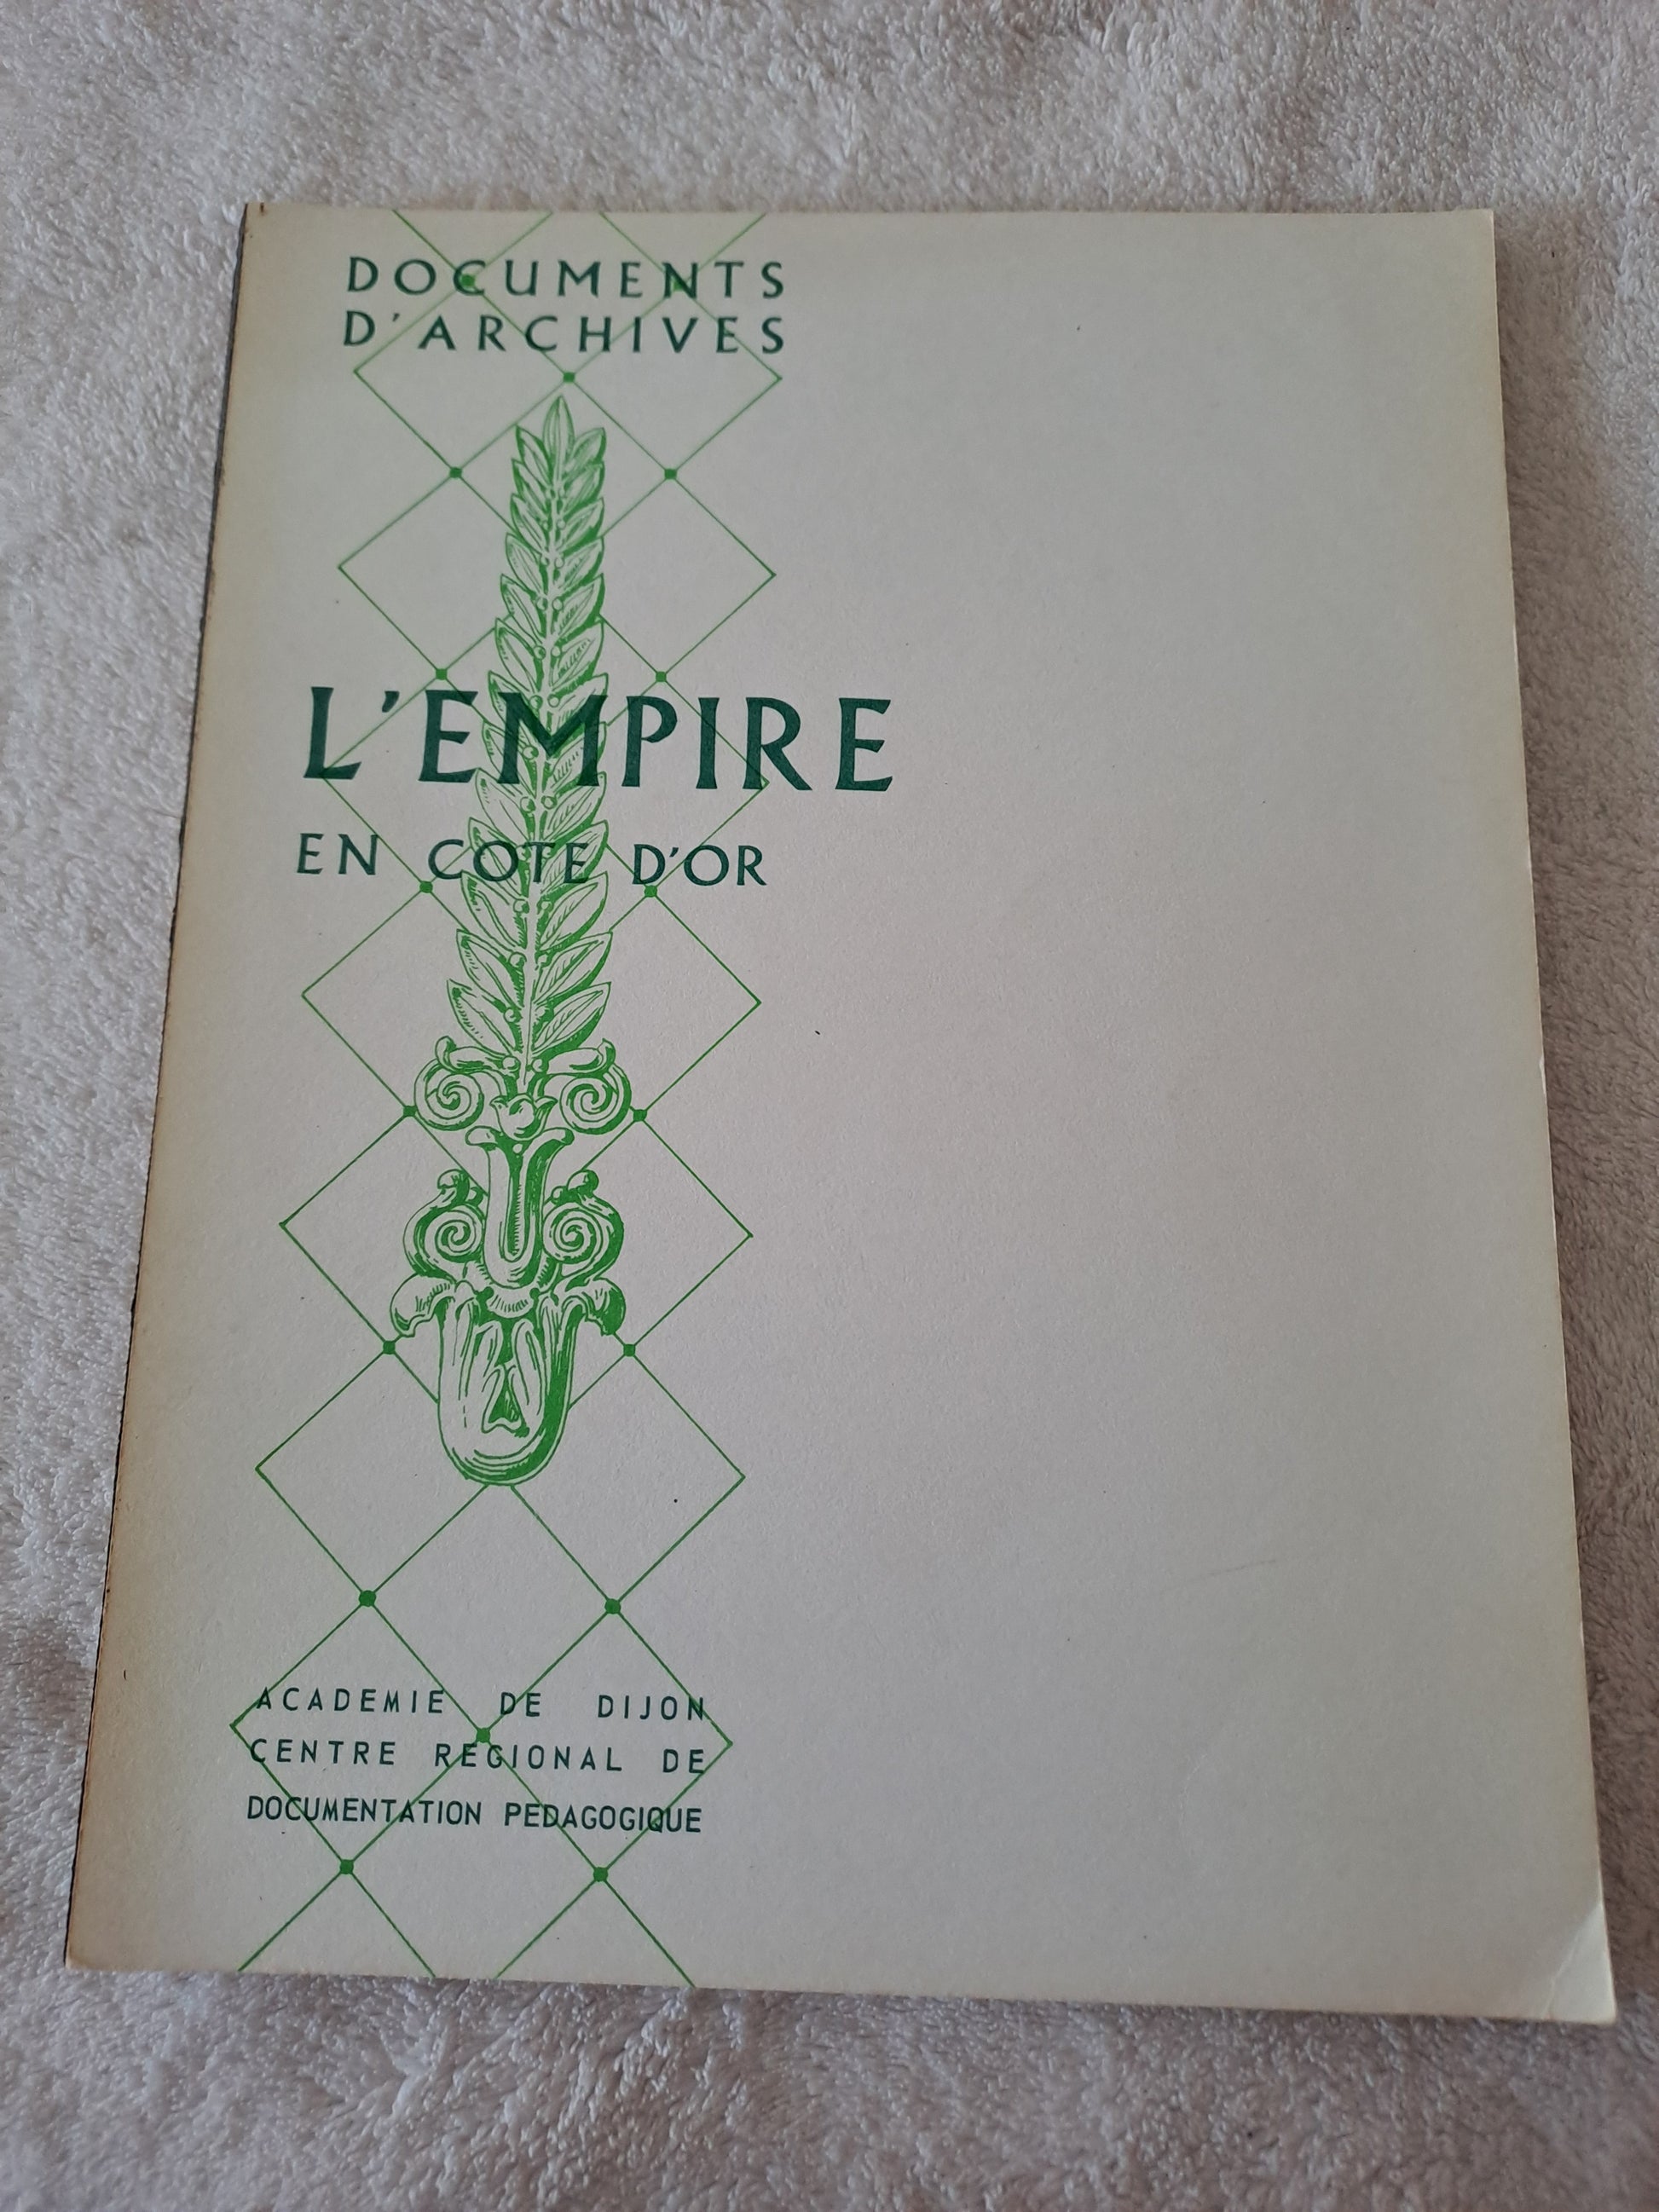 DOCUMENTS
D'ARCHIVES
L'EMPIRE
EN COTE D'OR
ACADEMIE DE DIJON
CENTRE REGIONAL DE
DOCUMENTATION PEDAGOGIQUE